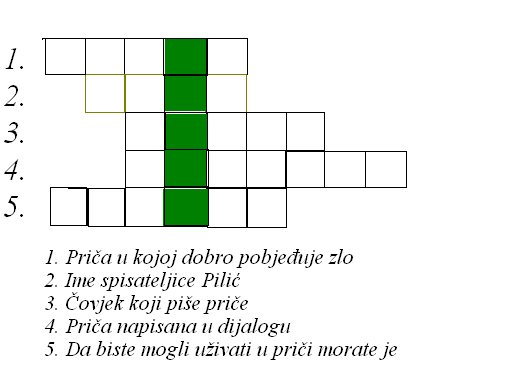 1.
2.
3.
4.
5.
1. Priča u kojoj dobro pobjeđuje zlo
2. Ime spisateljice Pilić
3. Čovjek koji piše priče
4. Priča napisana u dijalogu
5. Da biste mogli uživati u priči morate je